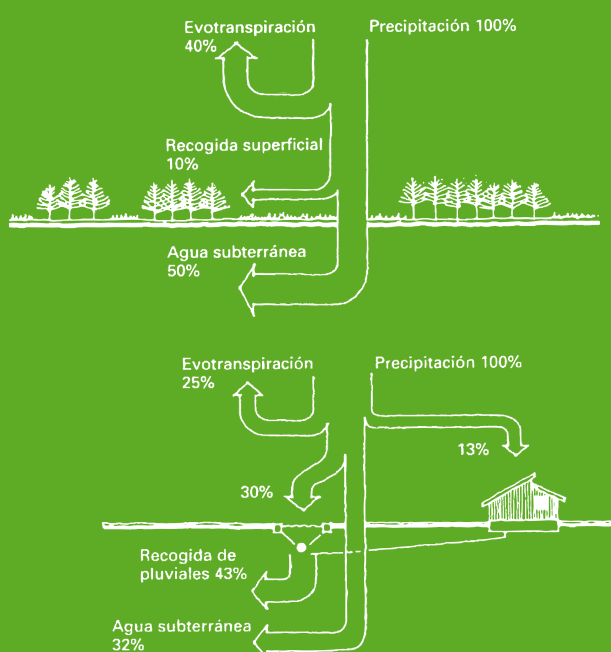 Evotranspiración
40%
Precipitación 100%
Recogida superficial
10%
Agua subterránea
50%
Evotranspiración
25%
Precipitación 100%
13%
30%
Recogida de
pluviales 43%
Agua subterránea
32%